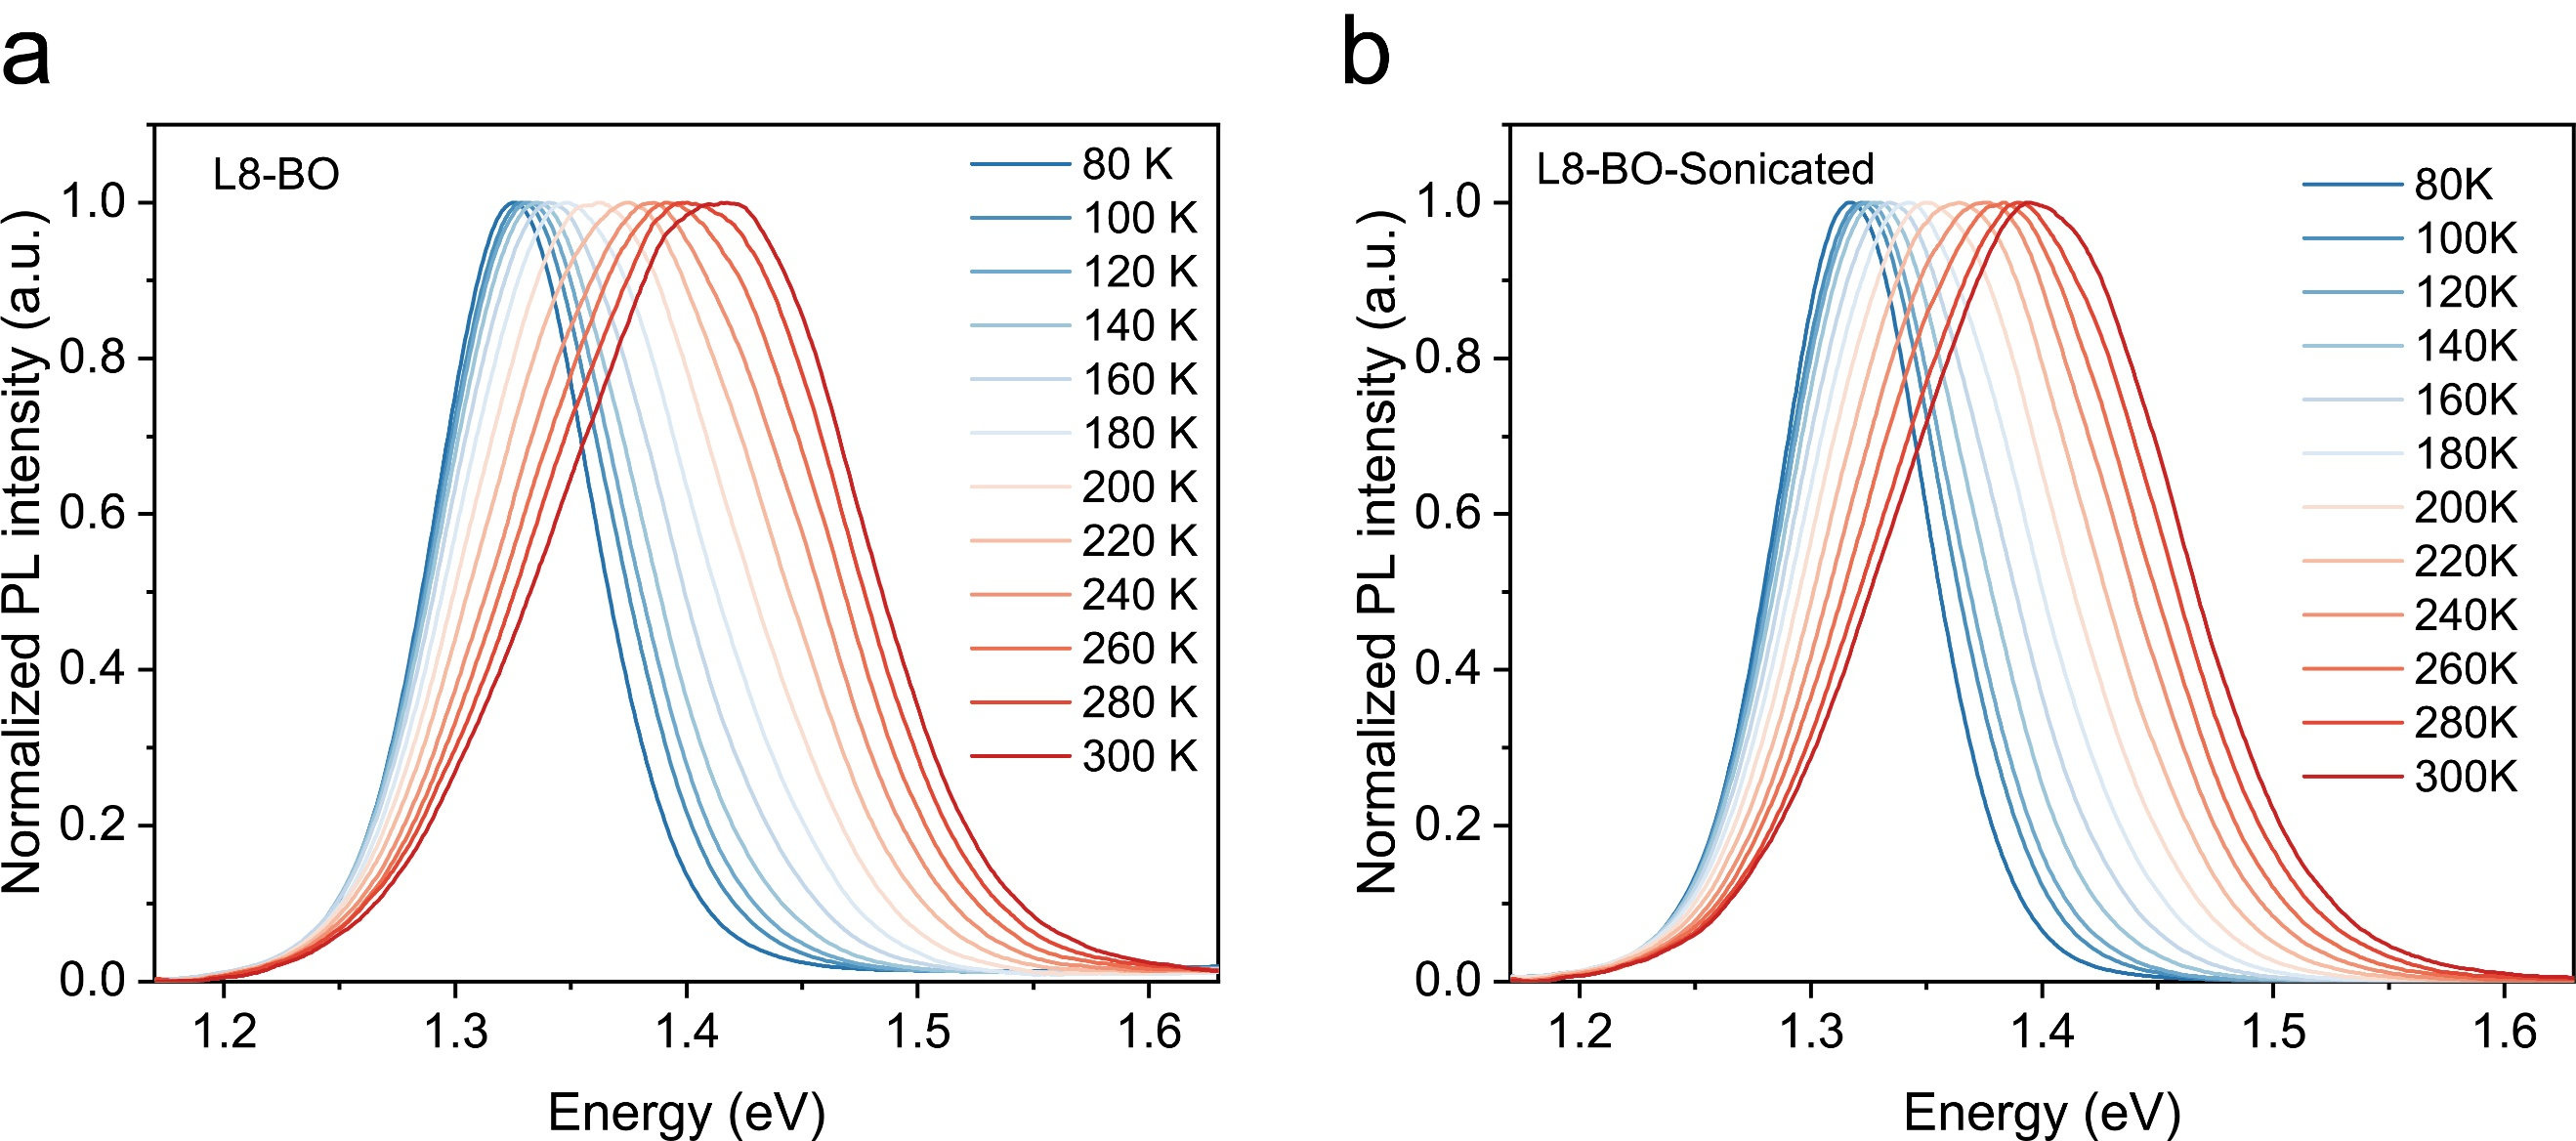 a
L8-BO
80 K
100 K
120 K
140 K
160 K
180 K
200 K
220 K
240 K
260 K
280 K
300 K
Normalized PL intensity (a.u.)
1.0
0.8
0.6
0.4
0.2
0.0
1.2 1.3 1.4 1.5 1.6
Energy (eV)
b
L8-BO-Sonicated
80K
100K
120K
140K
160K
180K
200K
220K
240K
260K
280K
300K
Normalized PL intensity (a.u.)
1.0
0.8
0.6
0.4
0.2
0.0
1.2 1.3 1.4 1.5 1.6
Energy (eV)